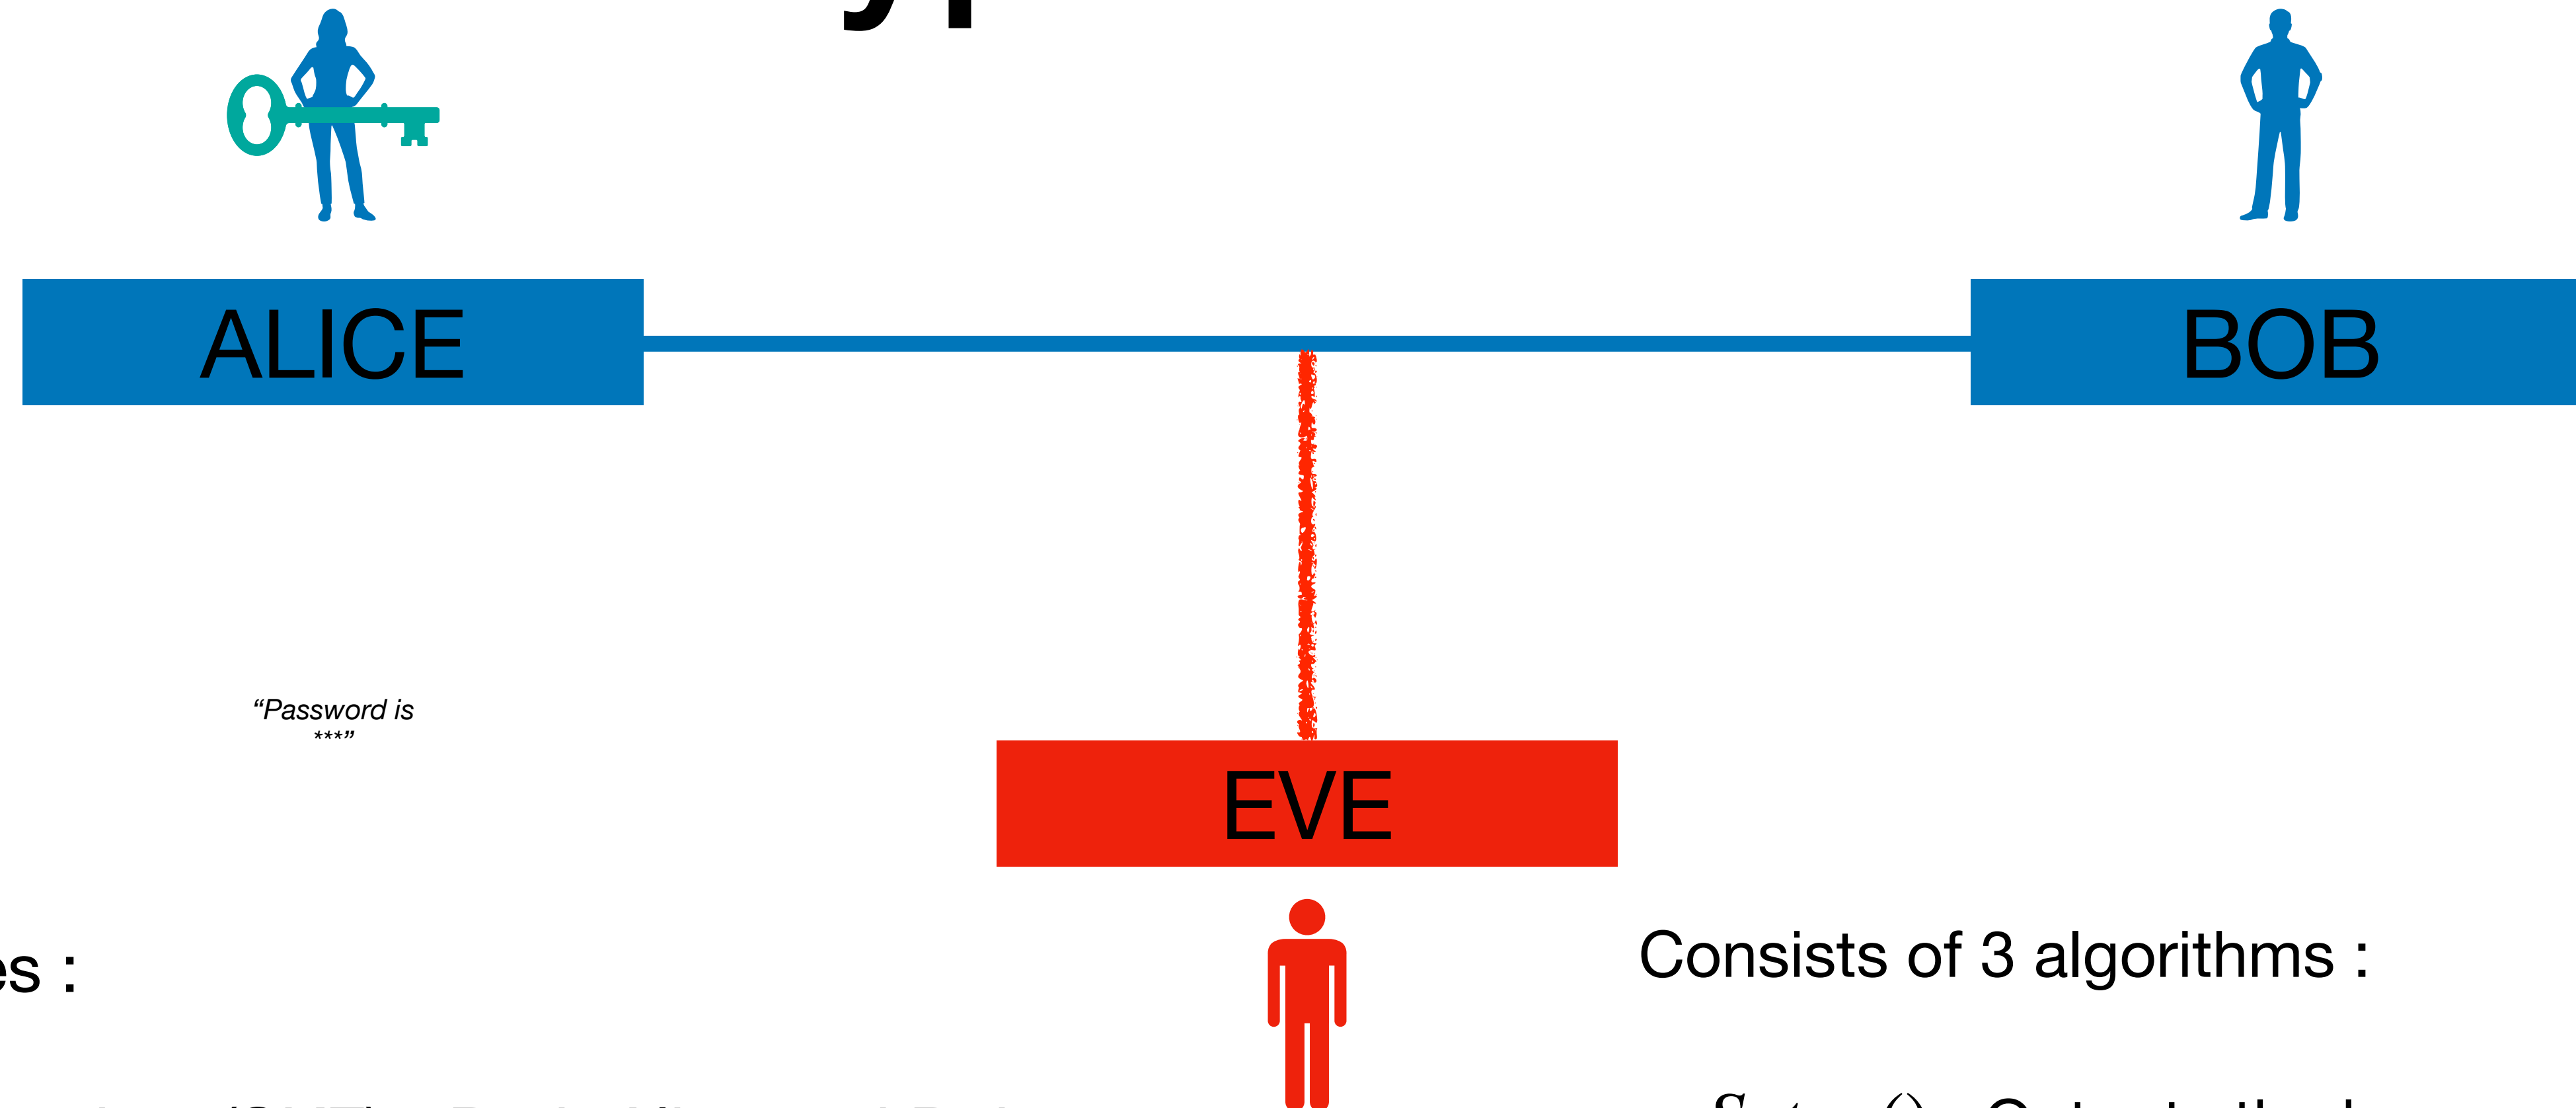 ALICE
BOB
“Password is
***”
EVE
es :
Consists of 3 algorithms :